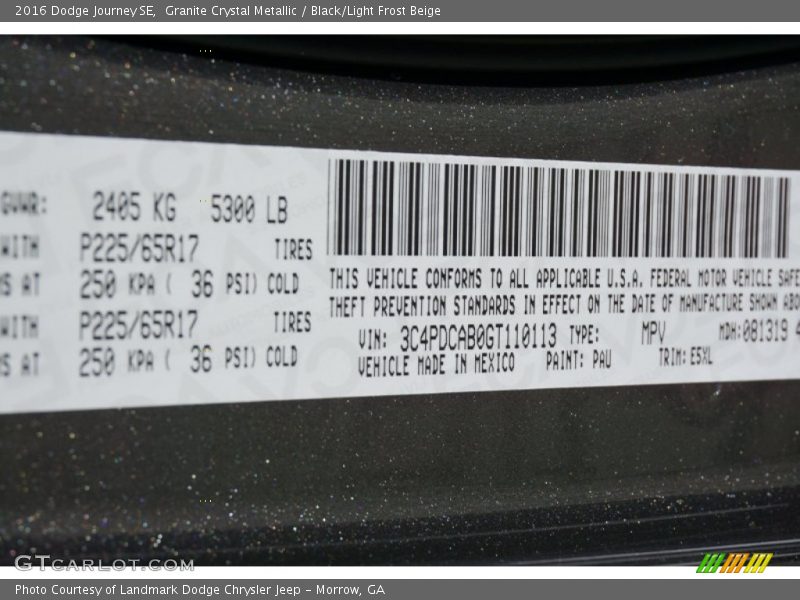 2016 Dodge Journey SE, Granite Crystal Metallic / Black/Light Frost Beige
GVWR: 2405 KG 5300 LB
WITH P225/65R17 TIRES
AT 250 KPA ( 36 PSI) COLD
WITH P225/65R17 TIRES
AT 250 KPA ( 36 PSI) COLD
THIS VEHICLE CONFORMS TO ALL APPLICABLE U.S.A. FEDERAL MOTOR VEHICLE SAFE
THEFT PREVENTION STANDARDS IN EFFECT ON THE DATE OF MANUFACTURE SHOWN ABO
VIN: 3C4PDCAB0GT110113 TYPE: MPV MDH: 081319 4
VEHICLE MADE IN MEXICO PAINT: PAU TRIM: E5XL
GTCARLOT.COM
Photo Courtesy of Landmark Dodge Chrysler Jeep – Morrow, GA